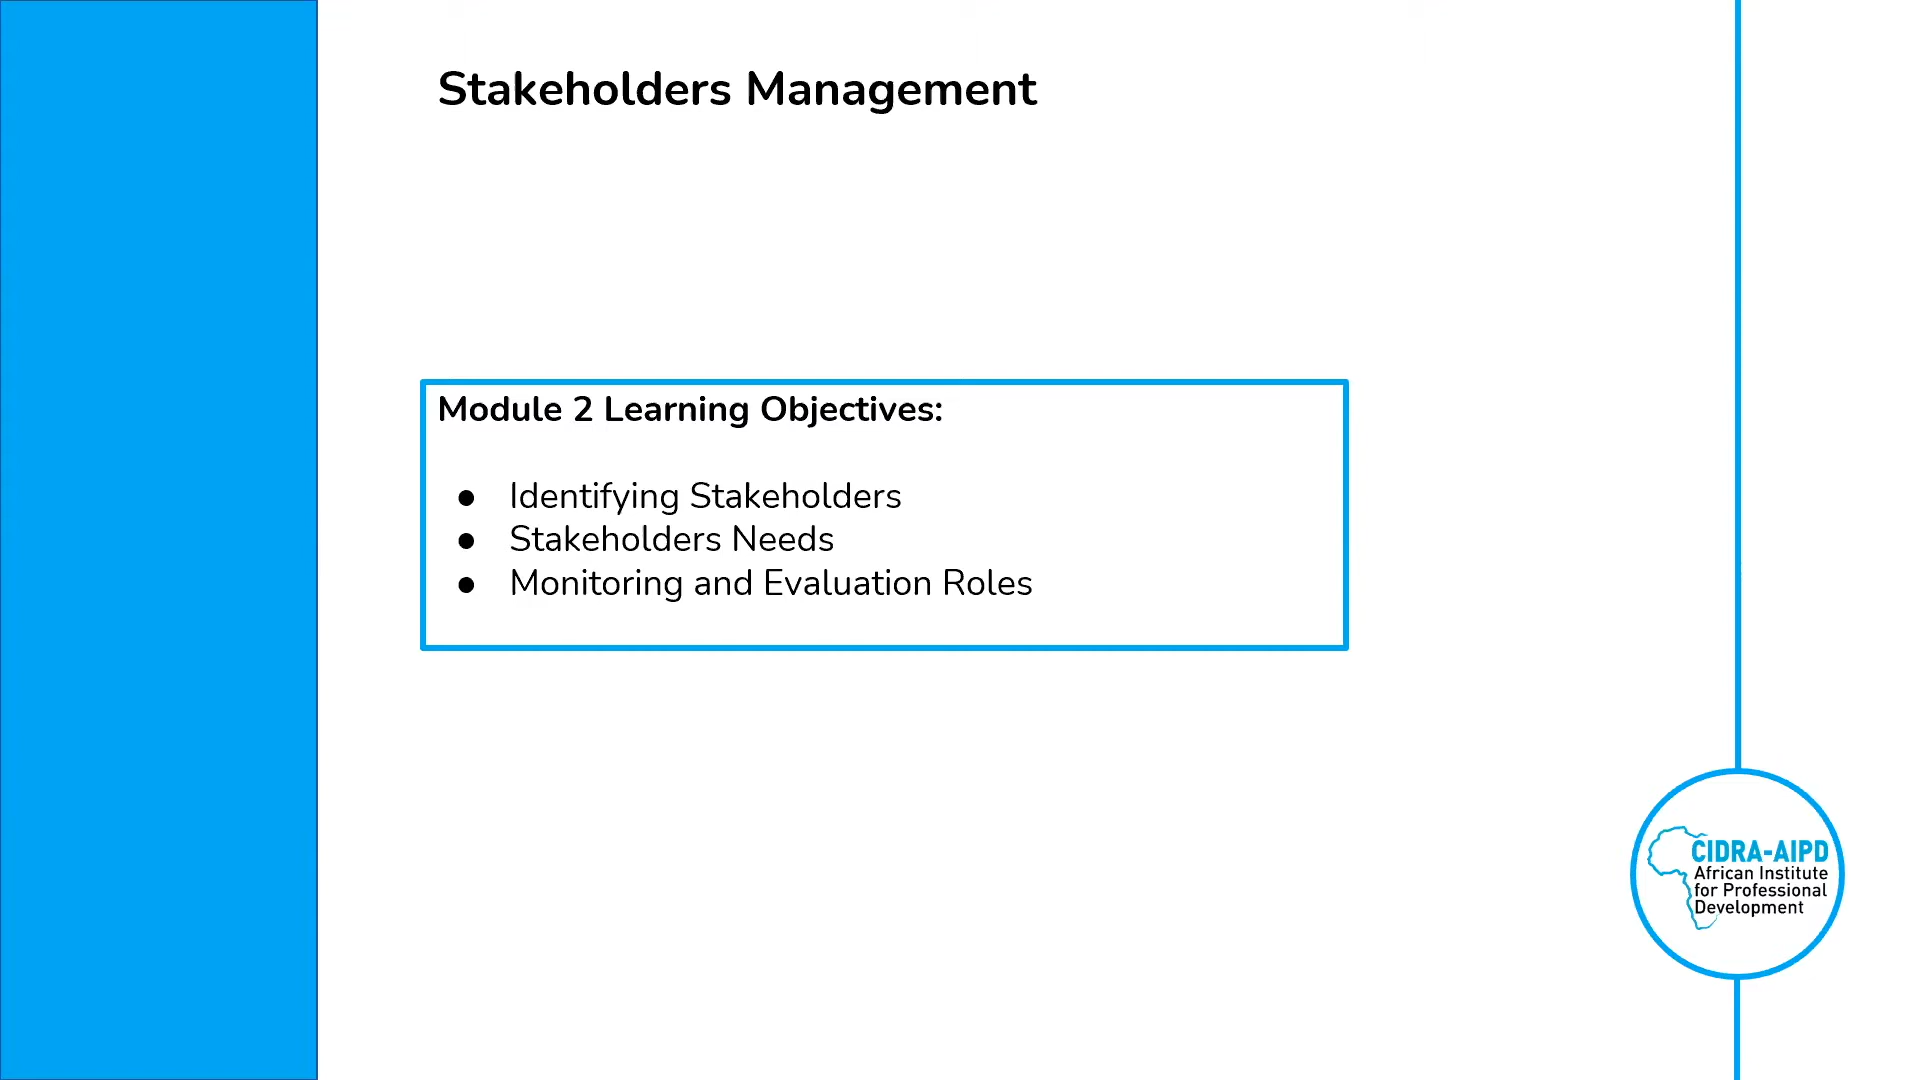 Stakeholders Management
Module 2 Learning Objectives:
● Identifying Stakeholders
● Stakeholders Needs
● Monitoring and Evaluation Roles
CIDRA-AIPD
African Institute
for Professional
Development